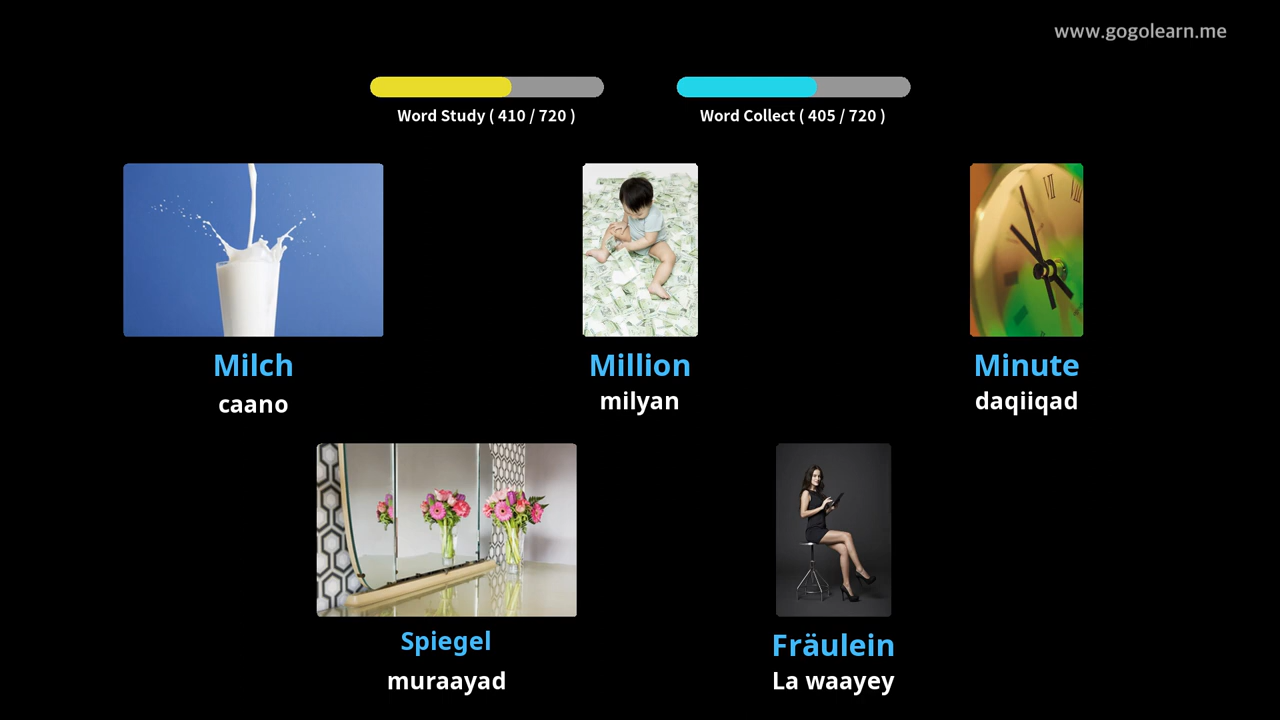 www.gogolearn.me
Word Study ( 410 / 720 )
Word Collect ( 405 / 720 )
Milch
caano
Million
milyan
Minute
daqiiqad
Spiegel
muraayad
Fräulein
La waayey